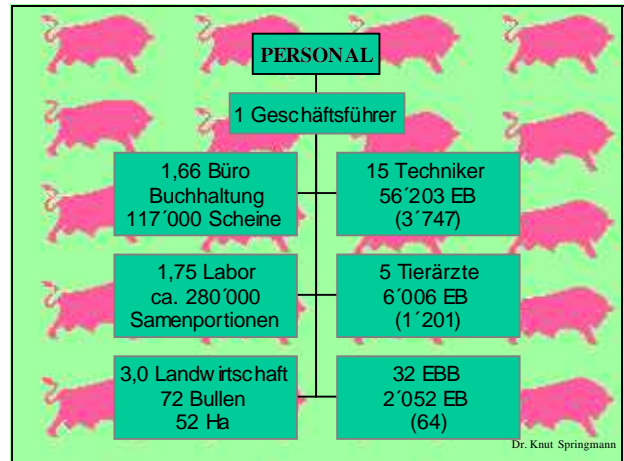 PERSONAL
1 Geschäftsführer
1,66 Büro
Buchhaltung
117´000 Scheine
15 Techniker
56´203 EB
(3´747)
1,75 Labor
ca. 280´000
Samenportionen
5 Tierärzte
6´006 EB
(1´201)
3,0 Landwirtschaft
72 Bullen
52 Ha
32 EBB
2´052 EB
(64)
Dr. Knut Springmann